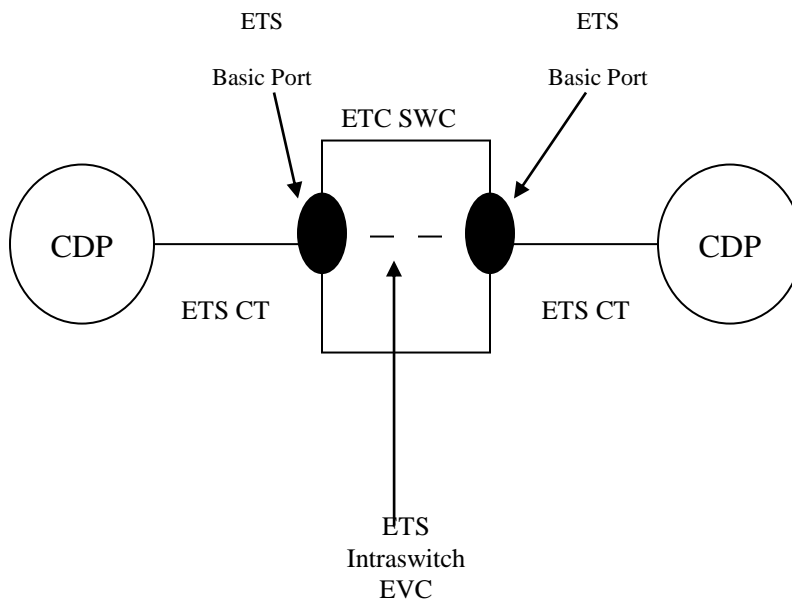 ETS
Basic Port
ETS
Basic Port
ETC SWC
CDP
CDP
ETS CT
ETS CT
ETS
Intraswitch
EVC